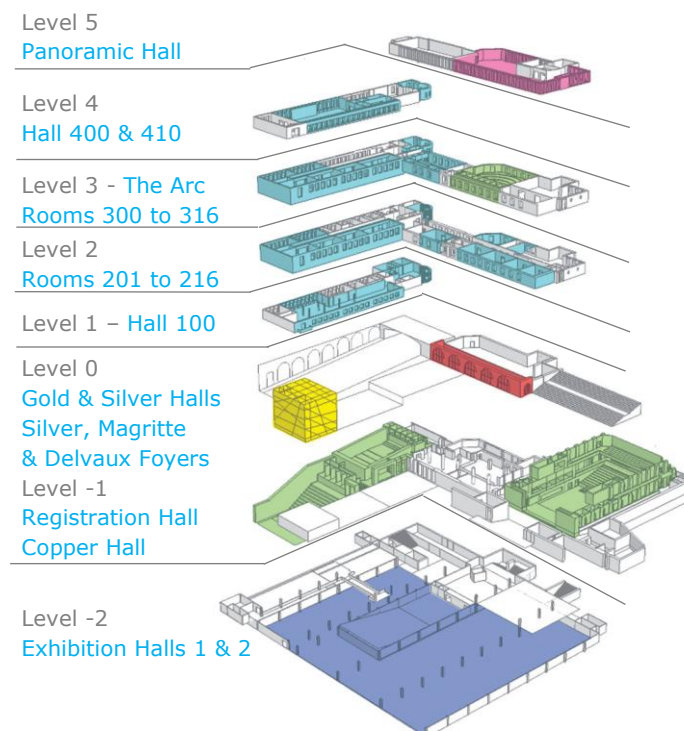 Level 5
Panoramic Hall
Level 4
Hall 400 & 410
Level 3 - The Arc
Rooms 300 to 316
Level 2
Rooms 201 to 216
Level 1 – Hall 100
Level 0
Gold & Silver Halls
Silver, Magritte
& Delvaux Foyers
Level -1
Registration Hall
Copper Hall
Level -2
Exhibition Halls 1 & 2